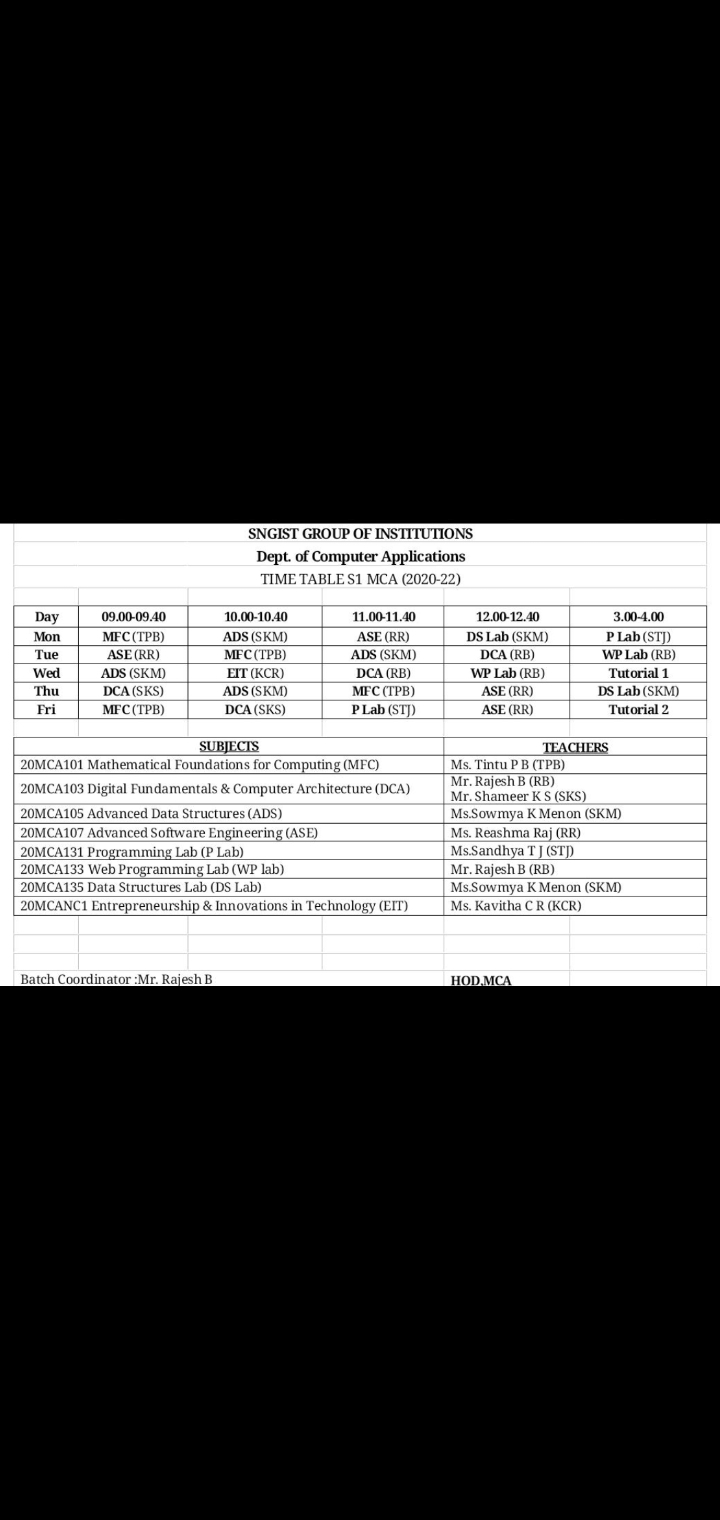 SNGIST GROUP OF INSTITUTIONS
Dept. of Computer Applications
TIME TABLE S1 MCA (2020-22)
Day 09.00-09.40 10.00-10.40 11.00-11.40 12.00-12.40 3.00-4.00
Mon MFC (TPB) ADS (SKM) ASE (RR) DS Lab (SKM) P Lab (STJ)
Tue ASE (RR) MFC (TPB) ADS (SKM) DCA (RB) WP Lab (RB)
Wed ADS (SKM) EIT (KCR) DCA (RB) WP Lab (RB) Tutorial 1
Thu DCA (SKS) ADS (SKM) MFC (TPB) ASE (RR) DS Lab (SKM)
Fri MFC (TPB) DCA (SKS) P Lab (STJ) ASE (RR) Tutorial 2
SUBJECTS TEACHERS
20MCA101 Mathematical Foundations for Computing (MFC) Ms. Tintu P B (TPB)
20MCA103 Digital Fundamentals & Computer Architecture (DCA) Mr. Rajesh B (RB)
Mr. Shameer K S (SKS)
20MCA105 Advanced Data Structures (ADS) Ms.Sowmya K Menon (SKM)
20MCA107 Advanced Software Engineering (ASE) Ms. Reashma Raj (RR)
20MCA131 Programming Lab (P Lab) Ms.Sandhya T J (STJ)
20MCA133 Web Programming Lab (WP lab) Mr. Rajesh B (RB)
20MCA135 Data Structures Lab (DS Lab) Ms.Sowmya K Menon (SKM)
20MCANC1 Entrepreneurship & Innovations in Technology (EIT) Ms. Kavitha C R (KCR)
Batch Coordinator :Mr. Rajesh B HOD,MCA